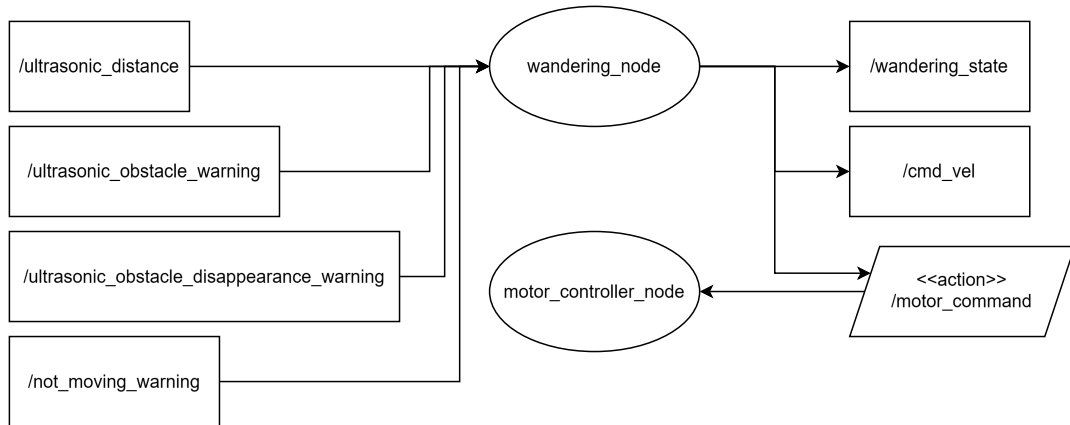 /ultrasonic_distance
wandering_node
/wandering_state
/ultrasonic_obstacle_warning
/cmd_vel
/ultrasonic_obstacle_disappearance_warning
motor_controller_node
<<action>>
/motor_command
/not_moving_warning